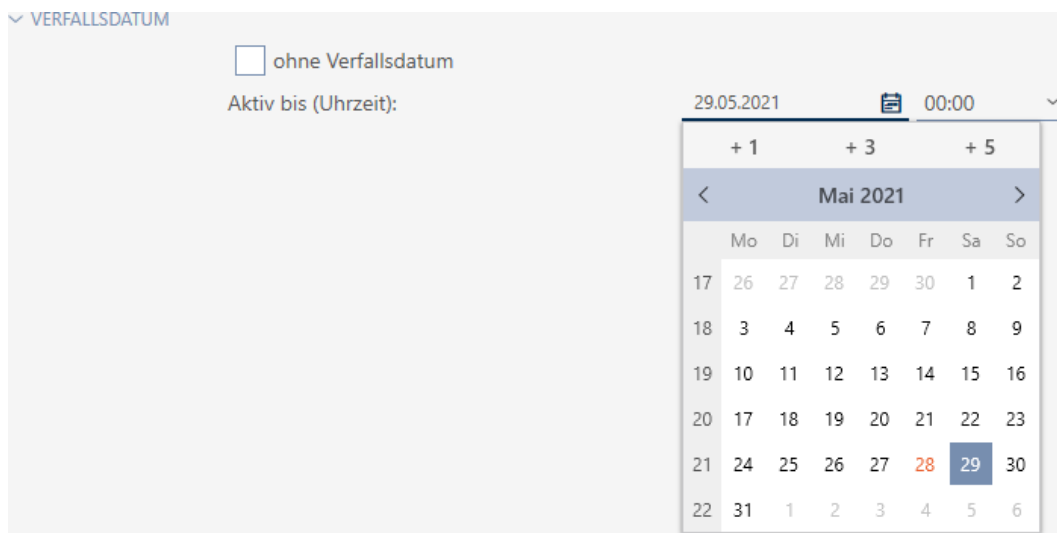 VERFALLSDATUM
ohne Verfallsdatum
Aktiv bis (Uhrzeit): 29.05.2021 00:00
+ 1 + 3 + 5
Mai 2021
Mo Di Mi Do Fr Sa So
17 26 27 28 29 30 1 2
18 3 4 5 6 7 8 9
19 10 11 12 13 14 15 16
20 17 18 19 20 21 22 23
21 24 25 26 27 28 29 30
22 31 1 2 3 4 5 6